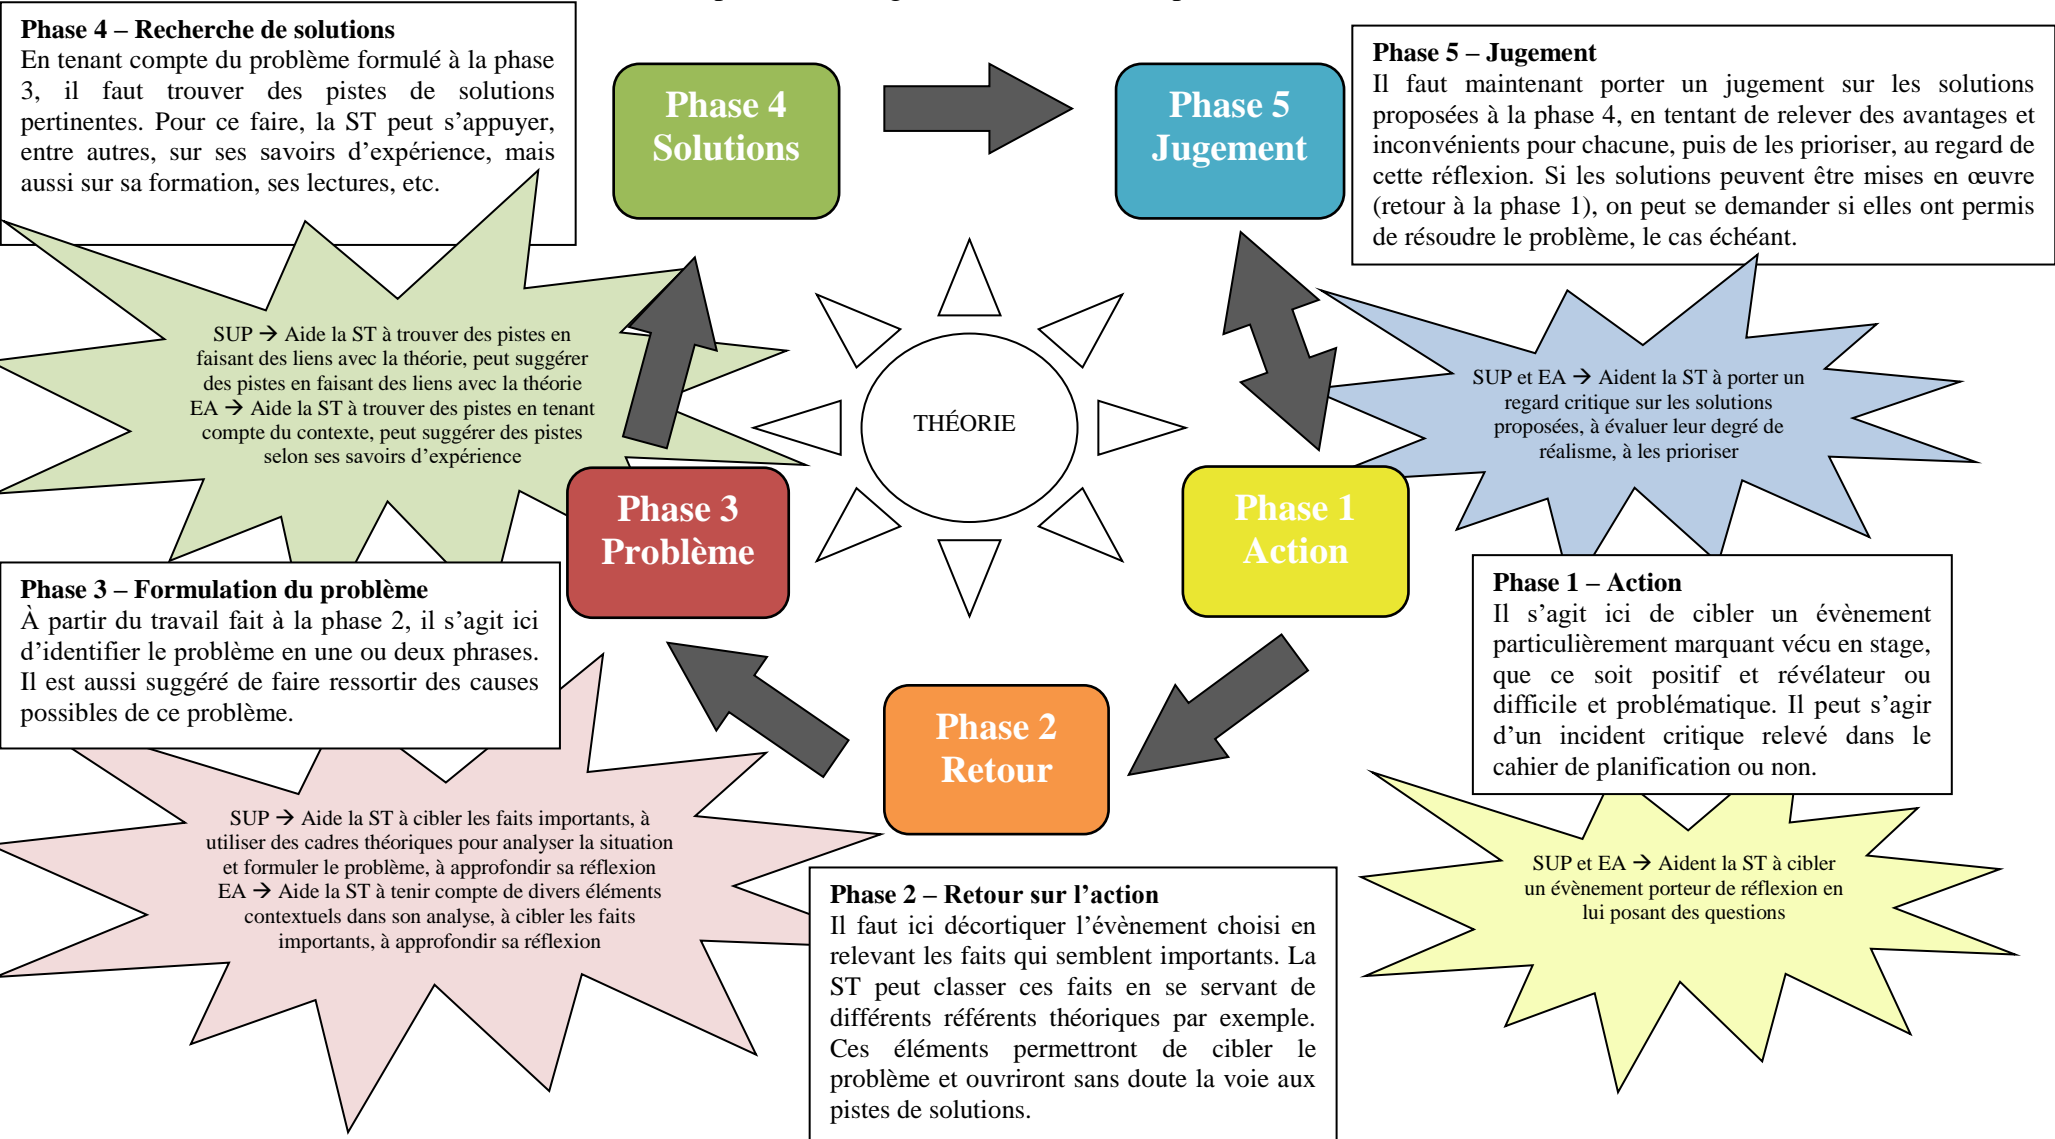 Phase 4 – Recherche de solutions
En tenant compte du problème formulé à la phase
3, il faut trouver des pistes de solutions
pertinentes. Pour ce faire, la ST peut s’appuyer,
entre autres, sur ses savoirs d’expérience, mais
aussi sur sa formation, ses lectures, etc.
Phase 4
Solutions
Phase 5
Jugement
Phase 5 – Jugement
Il faut maintenant porter un jugement sur les solutions
proposées à la phase 4, en tentant de relever des avantages et
inconvénients pour chacune, puis de les prioriser, au regard de
cette réflexion. Si les solutions peuvent être mises en œuvre
(retour à la phase 1), on peut se demander si elles ont permis
de résoudre le problème, le cas échéant.
SUP → Aide la ST à trouver des pistes en
faisant des liens avec la théorie, peut suggérer
des pistes en faisant des liens avec la théorie
EA → Aide la ST à trouver des pistes en tenant
compte du contexte, peut suggérer des pistes
selon ses savoirs d’expérience
THÉORIE
SUP et EA → Aident la ST à porter un
regard critique sur les solutions
proposées, à évaluer leur degré de
réalisme, à les prioriser
Phase 3
Problème
Phase 1
Action
Phase 3 – Formulation du problème
À partir du travail fait à la phase 2, il s’agit ici
d’identifier le problème en une ou deux phrases.
Il est aussi suggéré de faire ressortir des causes
possibles de ce problème.
Phase 1 – Action
Il s’agit ici de cibler un évènement
particulièrement marquant vécu en stage,
que ce soit positif et révélateur ou
difficile et problématique. Il peut s’agir
d’un incident critique relevé dans le
cahier de planification ou non.
Phase 2
Retour
SUP → Aide la ST à cibler les faits importants, à
utiliser des cadres théoriques pour analyser la situation
et formuler le problème, à approfondir sa réflexion
EA → Aide la ST à tenir compte de divers éléments
contextuels dans son analyse, à cibler les faits
importants, à approfondir sa réflexion
Phase 2 – Retour sur l’action
Il faut ici décortiquer l’évènement choisi en
relevant les faits qui semblent importants. La
ST peut classer ces faits en se servant de
différents référents théoriques par exemple.
Ces éléments permettront de cibler le
problème et ouvriront sans doute la voie aux
pistes de solutions.
SUP et EA → Aident la ST à cibler
un évènement porteur de réflexion en
lui posant des questions